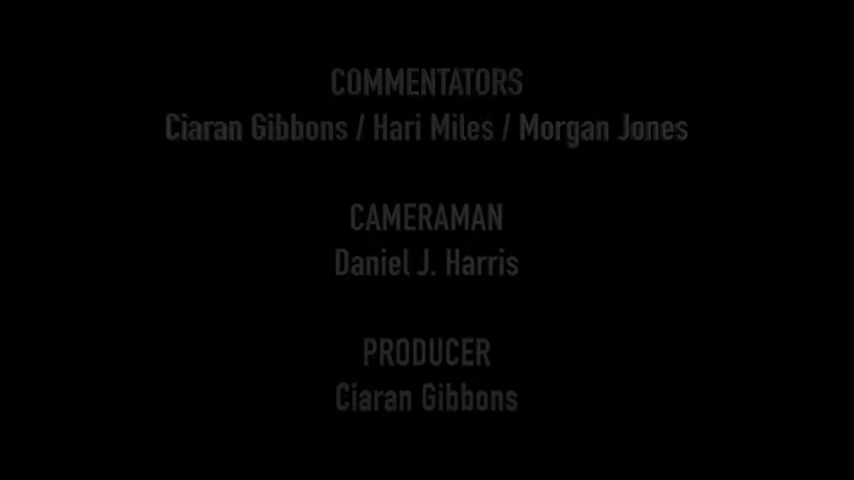 COMMENTATORS
Ciaran Gibbons / Hari Miles / Morgan Jones
CAMERAMAN
Daniel J. Harris
PRODUCER
Ciaran Gibbons